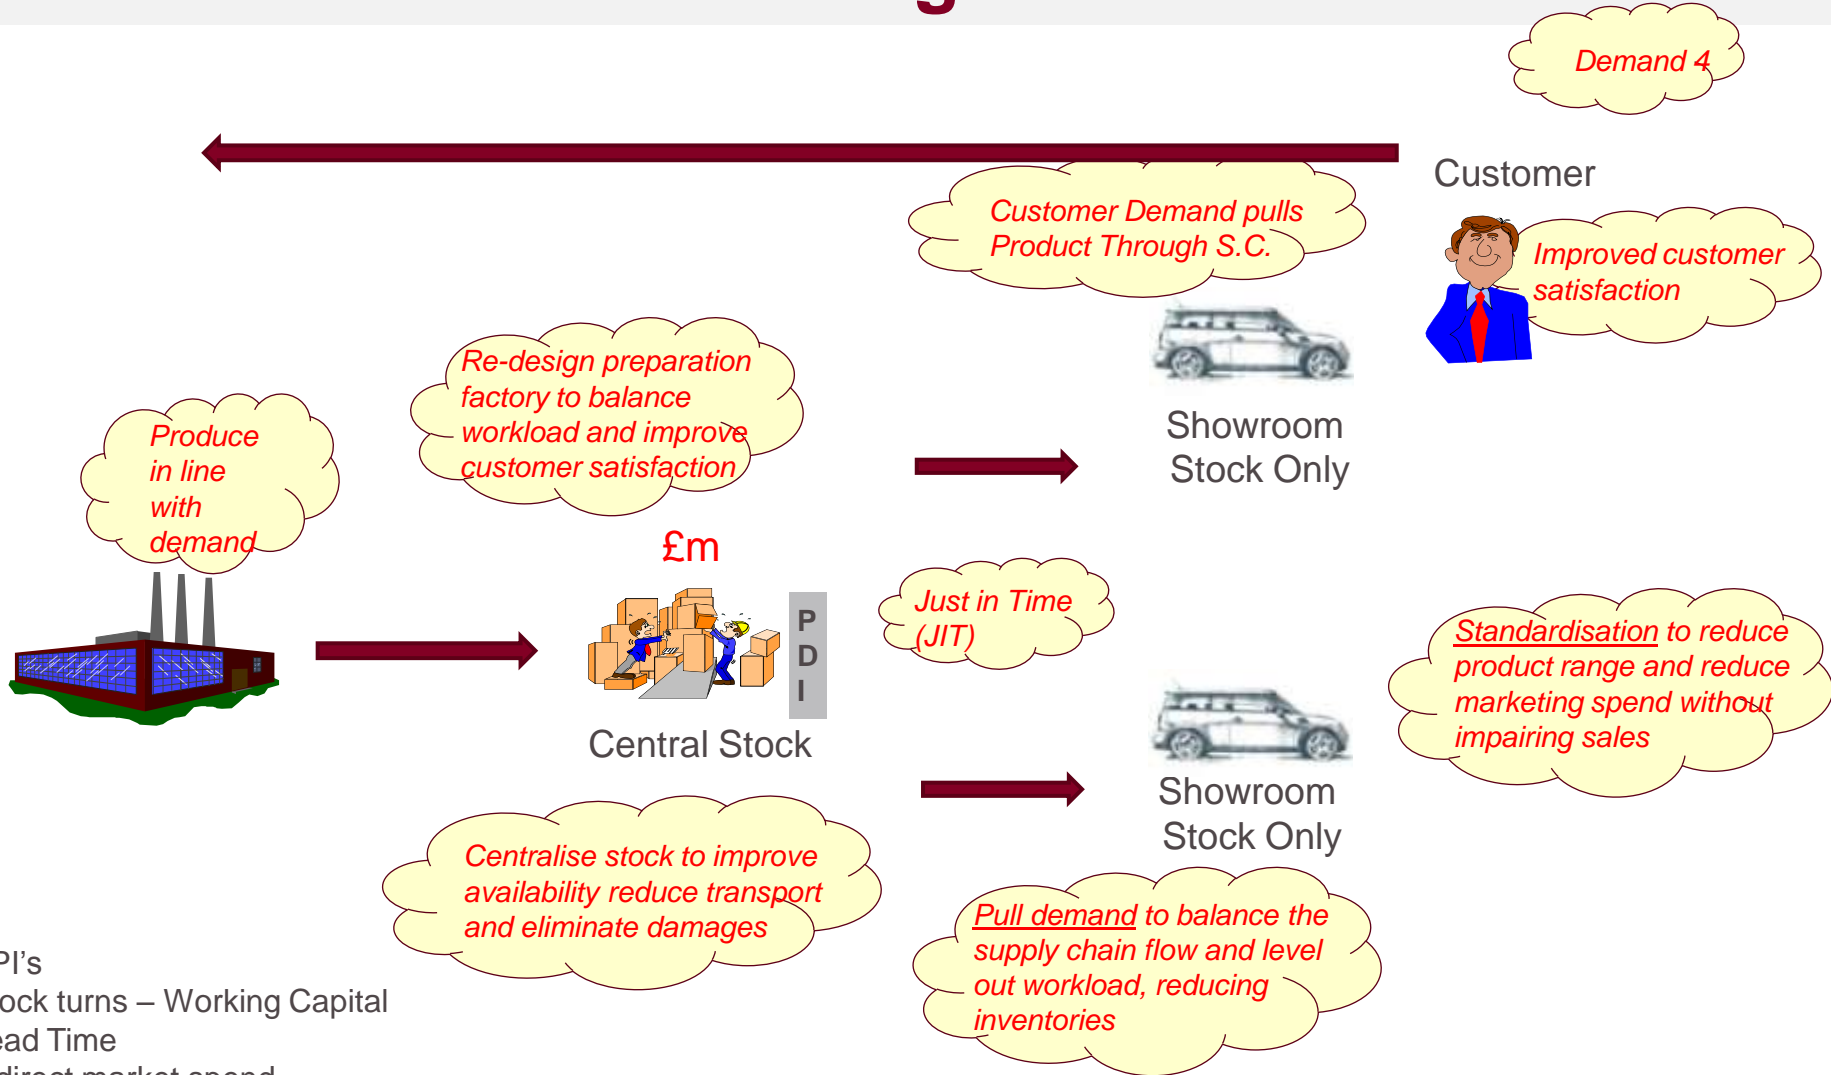 Demand 4
Customer
Customer Demand pulls
Product Through S.C.
Improved customer
satisfaction
Re-design preparation
factory to balance
workload and improve
customer satisfaction
Showroom
Stock Only
Produce
in line
with
demand
£m
P
D
I
Just in Time
(JIT)
Standardisation to reduce
product range and reduce
marketing spend without
impairing sales
Central Stock
Showroom
Stock Only
Centralise stock to improve
availability reduce transport
and eliminate damages
Pull demand to balance the
supply chain flow and level
out workload, reducing
inventories
PI's
ock turns – Working Capital
ead Time
direct market spend